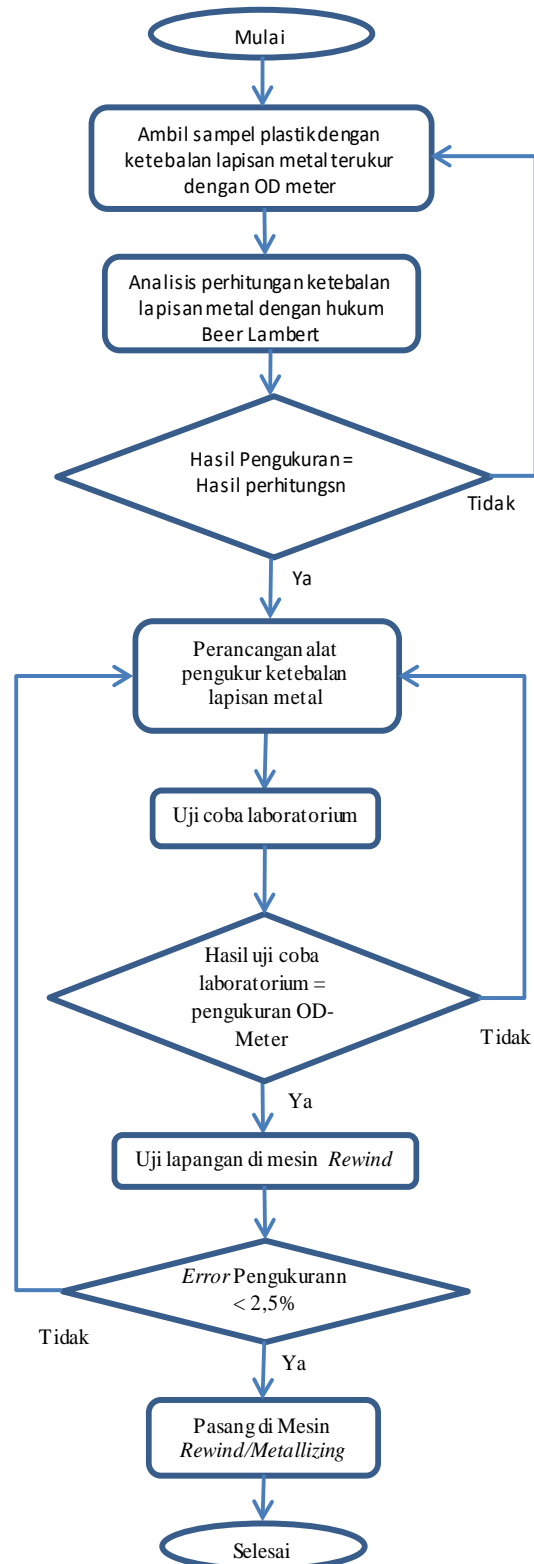 Mulai
Ambil sampel plastik dengan
ketebalan lapisan metal terukur
dengan OD meter
Analisis perhitungan ketebalan
lapisan metal dengan hukum
Beer Lambert
Hasil Pengukuran =
Hasil perhitungsn
Tidak
Ya
Perancangan alat
pengukur ketebalan
lapisan metal
Uji coba laboratorium
Hasil uji coba
laboratorium =
pengukuran OD-
Meter
Tidak
Ya
Uji lapangan di mesin Rewind
Error Pengukurann
< 2,5%
Tidak
Ya
Pasang di Mesin
Rewind/Metallizing
Selesai